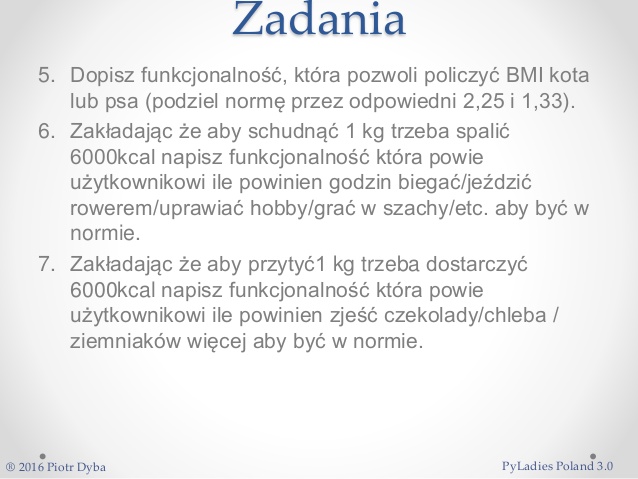 Zadania
5. Dopisz funkcjonalność, która pozwoli policzyć BMI kota
lub psa (podziel normę przez odpowiedni 2,25 i 1,33).
6. Zakładając że aby schudnąć 1 kg trzeba spalić
6000kcal napisz funkcjonalność która powie
użytkownikowi ile powinien godzin biegać/jeździć
rowerem/uprawiać hobby/grać w szachy/etc. aby być w
normie.
7. Zakładając że aby przytyć1 kg trzeba dostarczyć
6000kcal napisz funkcjonalność która powie
użytkownikowi ile powinien zjeść czekolady/chleba /
ziemniaków więcej aby być w normie.
® 2016 Piotr Dyba
PyLadies Poland 3.0